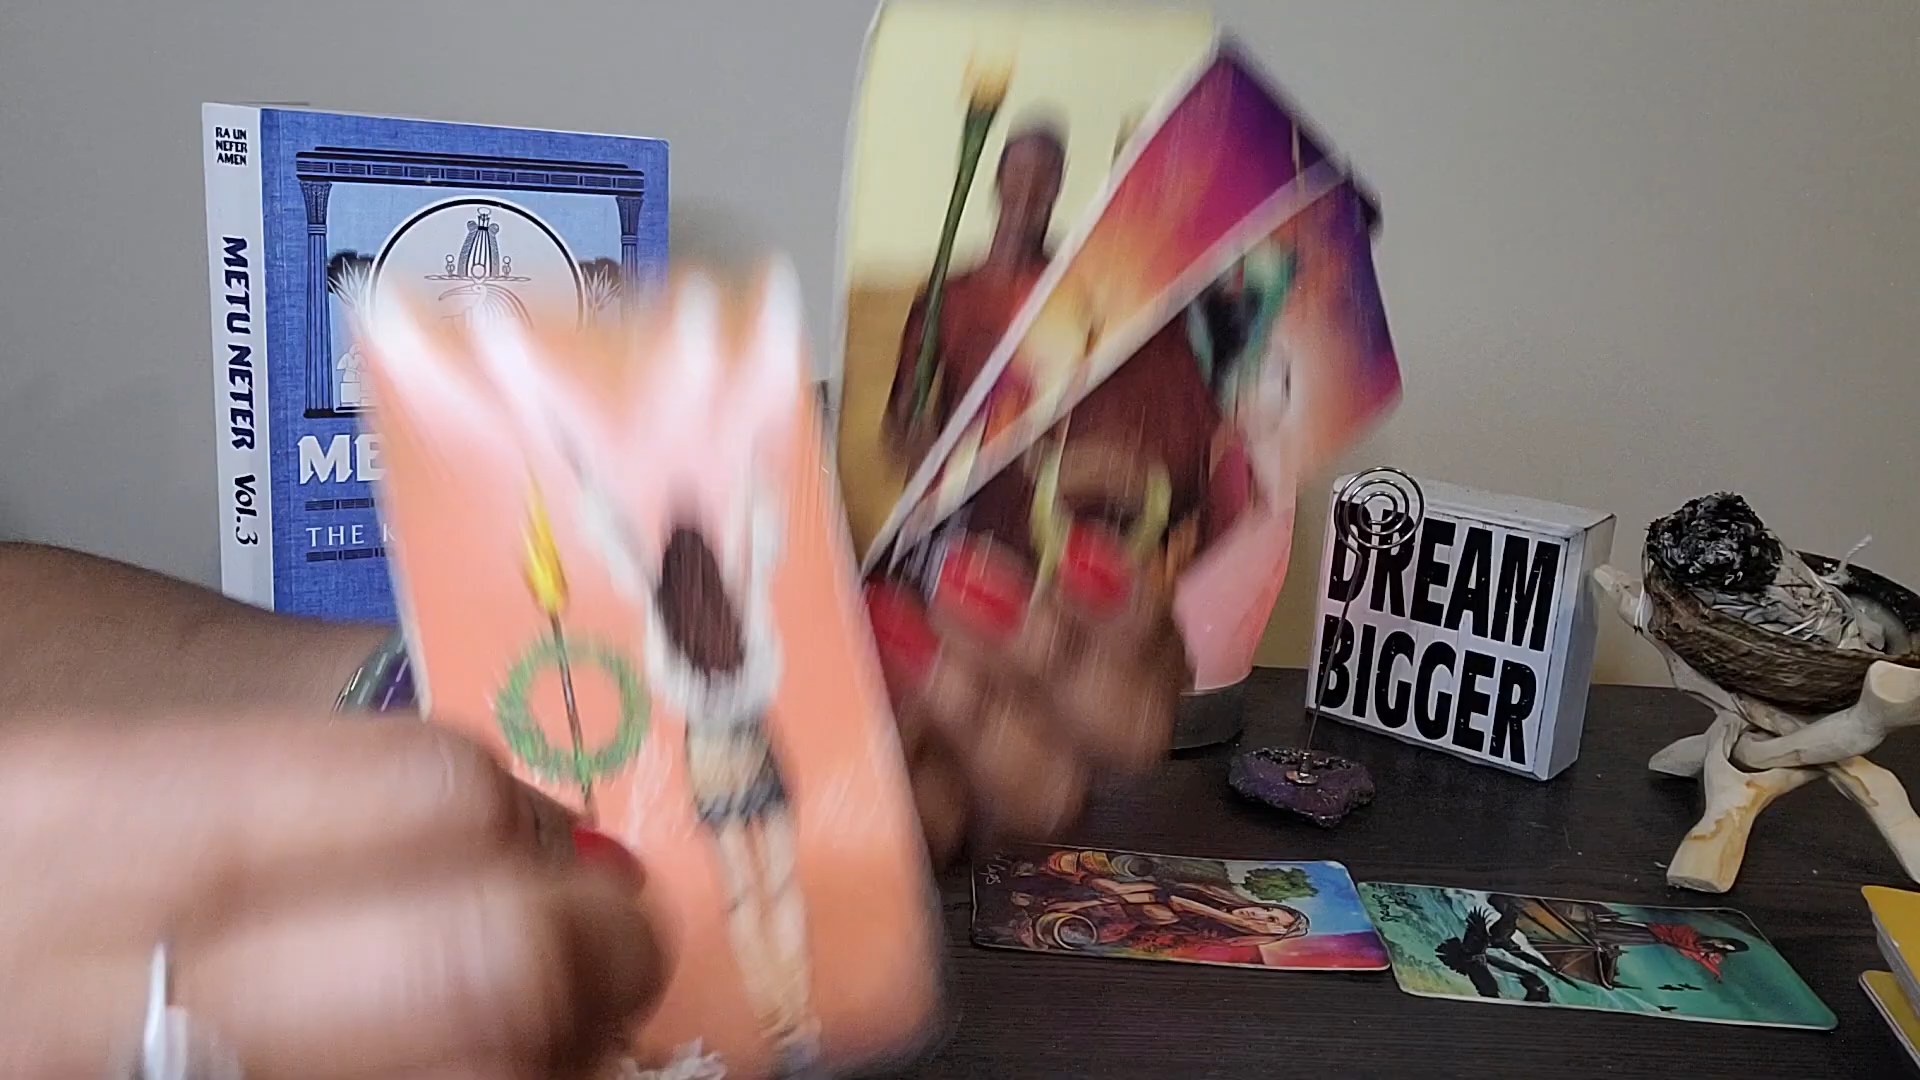 RA UN
NEFER
AMEN
METU NETER Vol.3
ME
THE K
DREAM
BIGGER